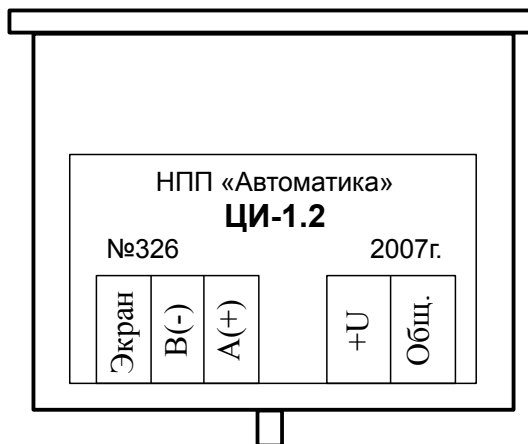 НПП «Автоматика»
ЦИ-1.2
№326 2007г.
Экран B(-) A(+) +U Общ.